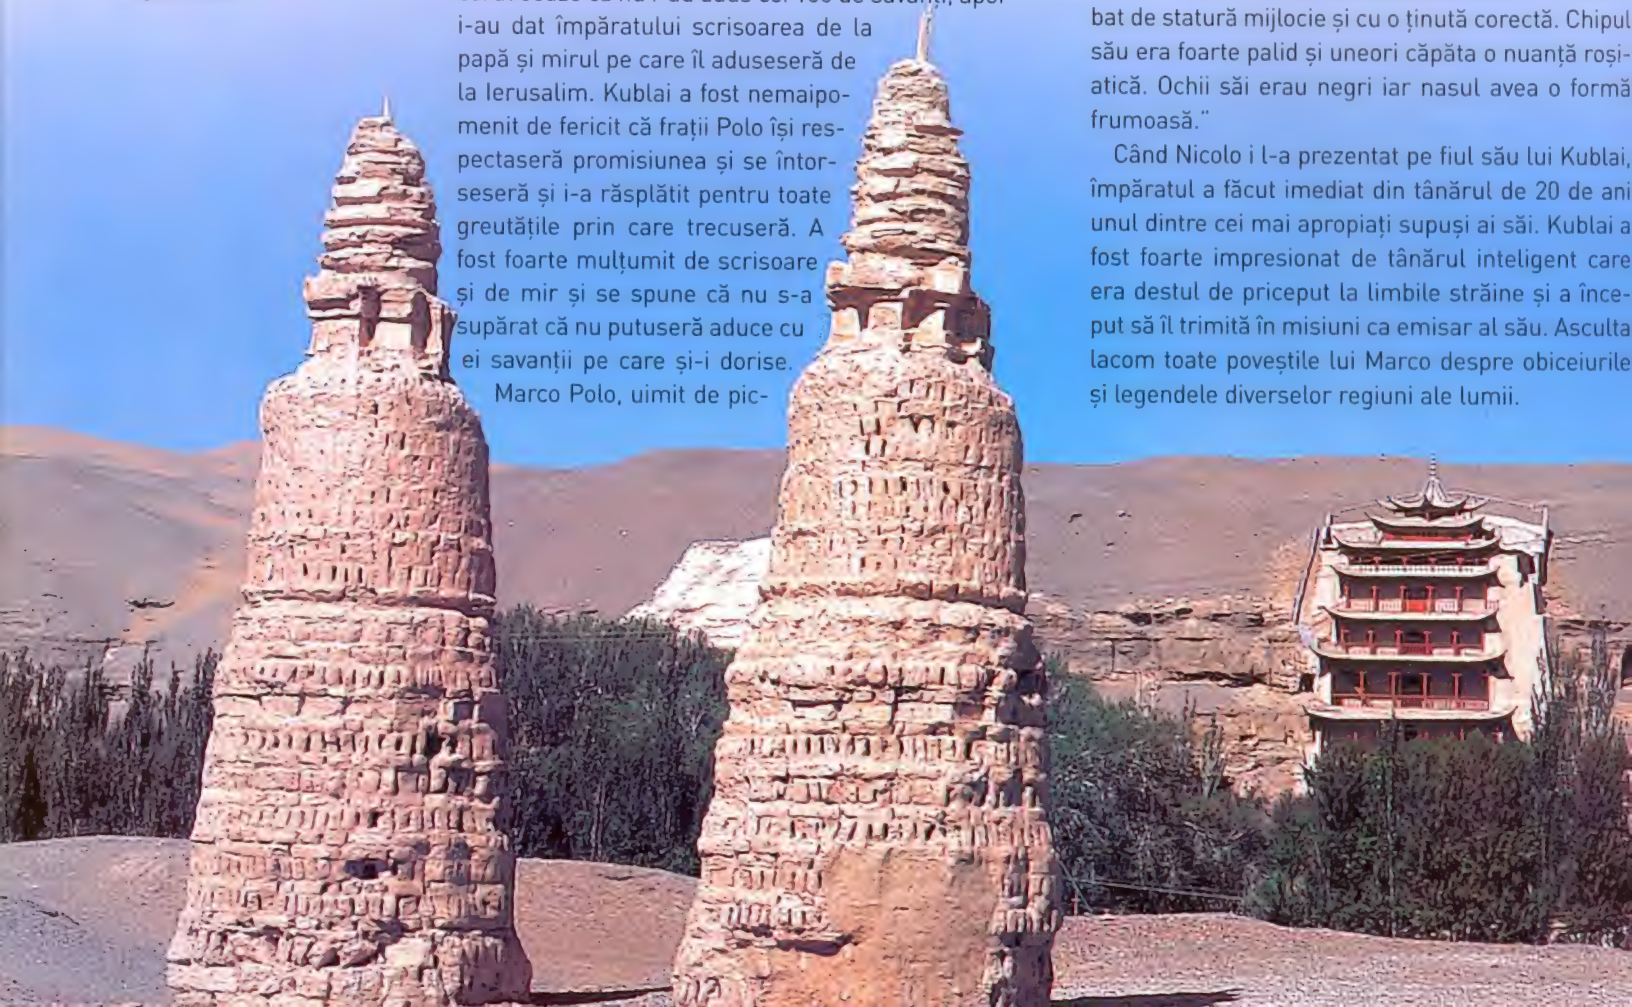 i-au dat împăratului scrisoarea de la
papă și mirul pe care îl aduseseră de
la Ierusalim. Kublai a fost nemaipo-
menit de fericit că frații Polo își res-
pectaseră promisiunea și se întor-
seseră și i-a răsplătit pentru toate
greutățile prin care trecuseră. A
fost foarte mulțumit de scrisoare
și de mir și se spune că nu s-a
supărat că nu putuseră aduce cu
ei savanții pe care și-i dorise.
Marco Polo, uimit de pic-
bat de statură mijlocie și cu o ținută corectă. Chipul
său era foarte palid și uneori căpăta o nuanță roși-
atică. Ochii săi erau negri iar nasul avea o formă
frumoasă."
Când Nicolo i l-a prezentat pe fiul său lui Kublai,
împăratul a făcut imediat din tânărul de 20 de ani
unul dintre cei mai apropiați supuși ai săi. Kublai a
fost foarte impresionat de tânărul inteligent care
era destul de priceput la limbile străine și a înce-
put să îl trimită în misiuni ca emisar al său. Asculta
lacom toate poveștile lui Marco despre obiceiurile
și legendele diverselor regiuni ale lumii.